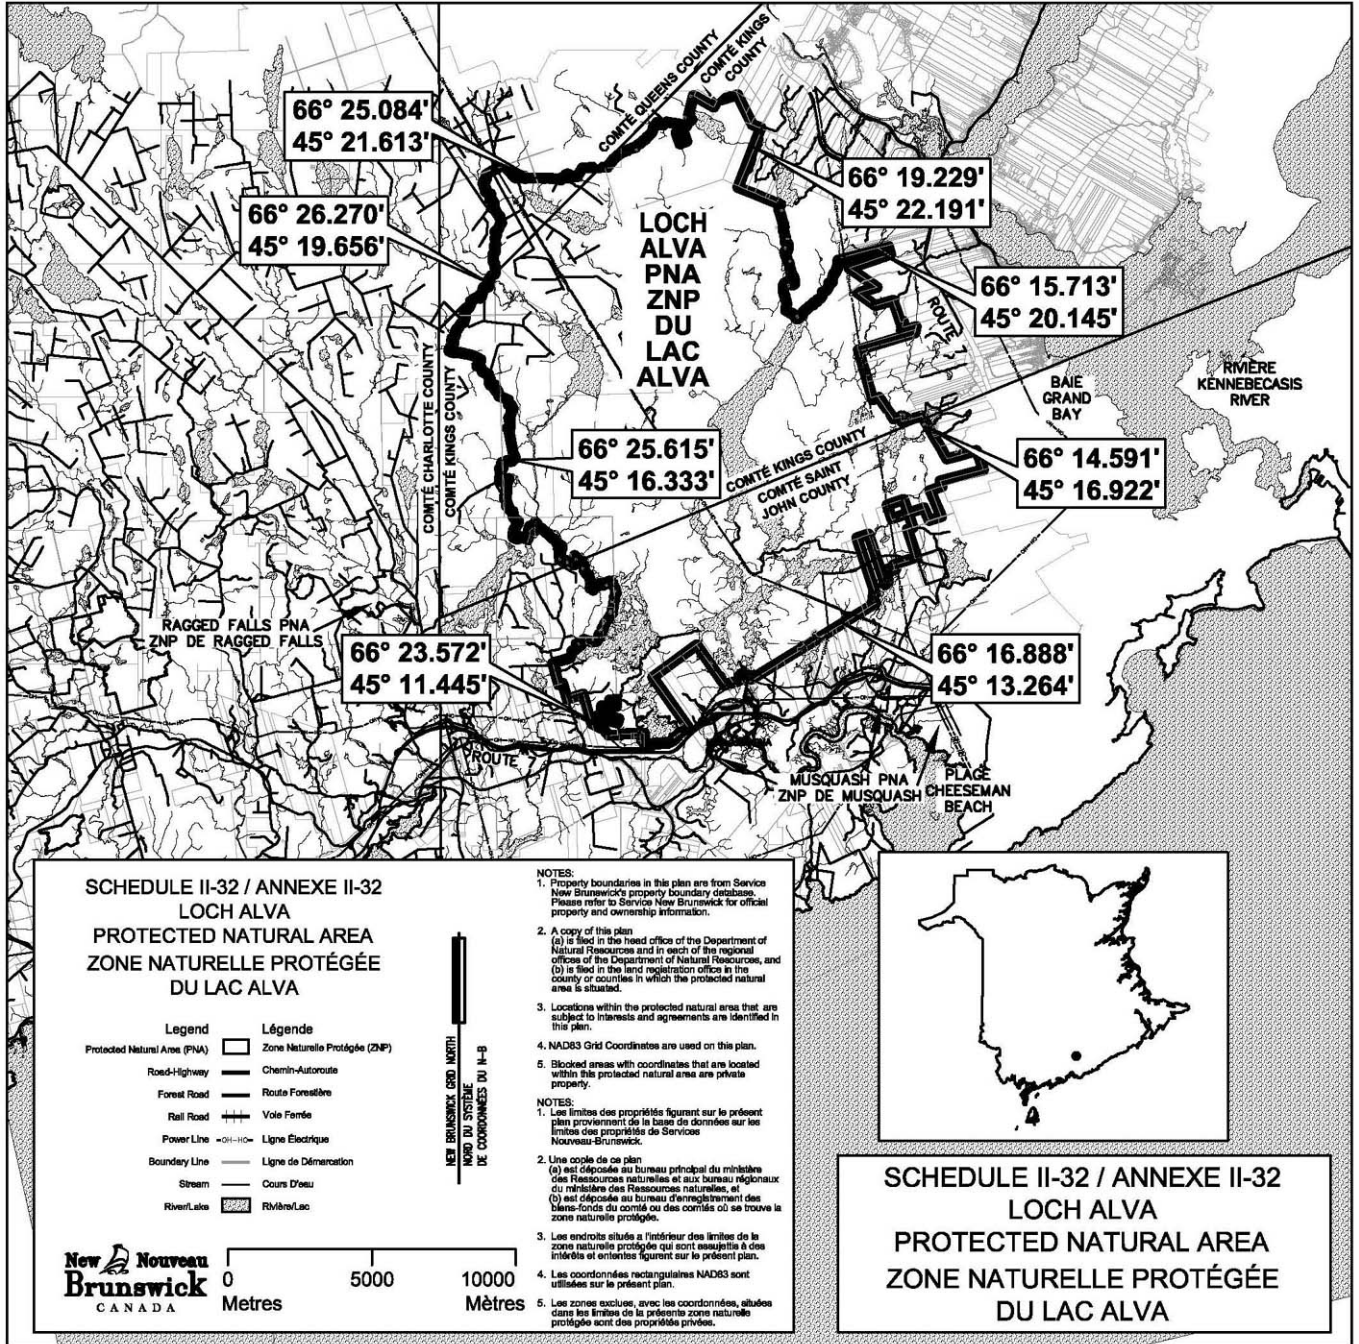 COMTÉ QUEENS COUNTY
COMTÉ KINGS
COUNTY
66° 25.084'
45° 21.613'
66° 19.229'
45° 22.191'
66° 26.270'
45° 19.656'
LOCH
ALVA
PNA
ZNP
DU
LAC
ALVA
66° 15.713'
45° 20.145'
ROUTE 7
COMTÉ CHARLOTTE COUNTY
COMTÉ KINGS COUNTY
BAIE
GRAND
BAY
RIVIÈRE
KENNEBECASIS
RIVER
66° 25.615'
45° 16.333'
COMTÉ KINGS COUNTY
COMTÉ SAINT
JOHN COUNTY
66° 14.591'
45° 16.922'
RAGGED FALLS PNA
ZNP DE RAGGED FALLS
66° 23.572'
45° 11.445'
66° 16.888'
45° 13.264'
ROUTE
MUSQUASH PNA
ZNP DE MUSQUASH
PLAGE
CHEESEMAN
BEACH
SCHEDULE II-32 / ANNEXE II-32
LOCH ALVA
PROTECTED NATURAL AREA
ZONE NATURELLE PROTÉGÉE
DU LAC ALVA
Legend Légende
Protected Natural Area (PNA) Zone Naturelle Protégée (ZNP)
Road-Highway Chemin-Autoroute
Forest Road Route Forestière
Rail Road Voie Ferrée
Power Line -OH-HO- Ligne Électrique
Boundary Line Ligne de Démarcation
Stream Cours D'eau
River/Lake Rivière/Lac
NEW BRUNSWICK GRID NORTH
NORD DU SYSTÈME
DE COORDONNÉES DU N-B
New Nouveau
Brunswick
CANADA
0 5000 10000
Metres Mètres
NOTES:
1. Property boundaries in this plan are from Service
New Brunswick's property boundary database.
Please refer to Service New Brunswick for official
property and ownership information.
2. A copy of this plan
(a) is filed in the head office of the Department of
Natural Resources and in each of the regional
offices of the Department of Natural Resources, and
(b) is filed in the land registration office in the
county or counties in which the protected natural
area is situated.
3. Locations within the protected natural area that are
subject to interests and agreements are identified in
this plan.
4. NAD83 Grid Coordinates are used on this plan.
5. Blocked areas with coordinates that are located
within this protected natural area are private
property.
NOTES:
1. Les limites des propriétés figurant sur le présent
plan proviennent de la base de données sur les
limites des propriétés de Services
Nouveau-Brunswick.
2. Une copie de ce plan
(a) est déposée au bureau principal du ministère
des Ressources naturelles et aux bureau régionaux
du ministère des Ressources naturelles, et
(b) est déposée au bureau d'enregistrement des
biens-fonds du comté ou des comtés où se trouve la
zone naturelle protégée.
3. Les endroits situés a l'intérieur des limites de la
zone naturelle protégée qui sont assujettis à des
intérêts et ententes figurent sur le présent plan.
4. Les coordonnées rectangulaires NAD83 sont
utilisées sur le présent plan.
5. Les zones exclues, avec les coordonnées, situées
dans les limites de la présente zone naturelle
protégée sont des propriétés privées.
SCHEDULE II-32 / ANNEXE II-32
LOCH ALVA
PROTECTED NATURAL AREA
ZONE NATURELLE PROTÉGÉE
DU LAC ALVA